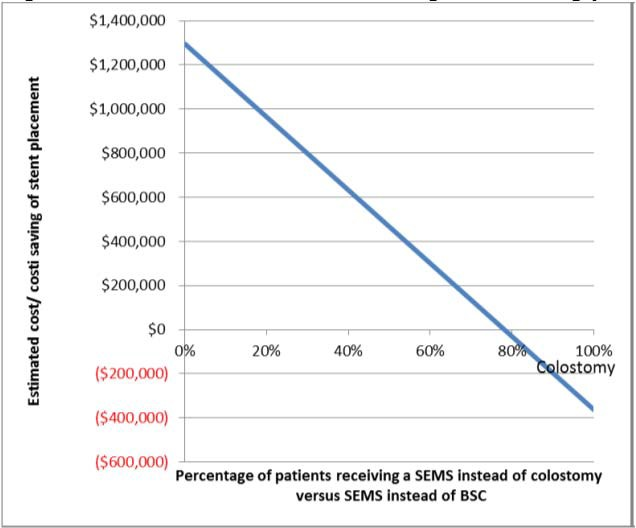 $1,400,000
$1,200,000
$1,000,000
$800,000
$600,000
$400,000
$200,000
$0
($200,000)
($400,000)
($600,000)
Estimated cost/ costi saving of stent placement
0% 20% 40% 60% 80% 100%
Colostomy
Percentage of patients receiving a SEMS instead of colostomy
versus SEMS instead of BSC